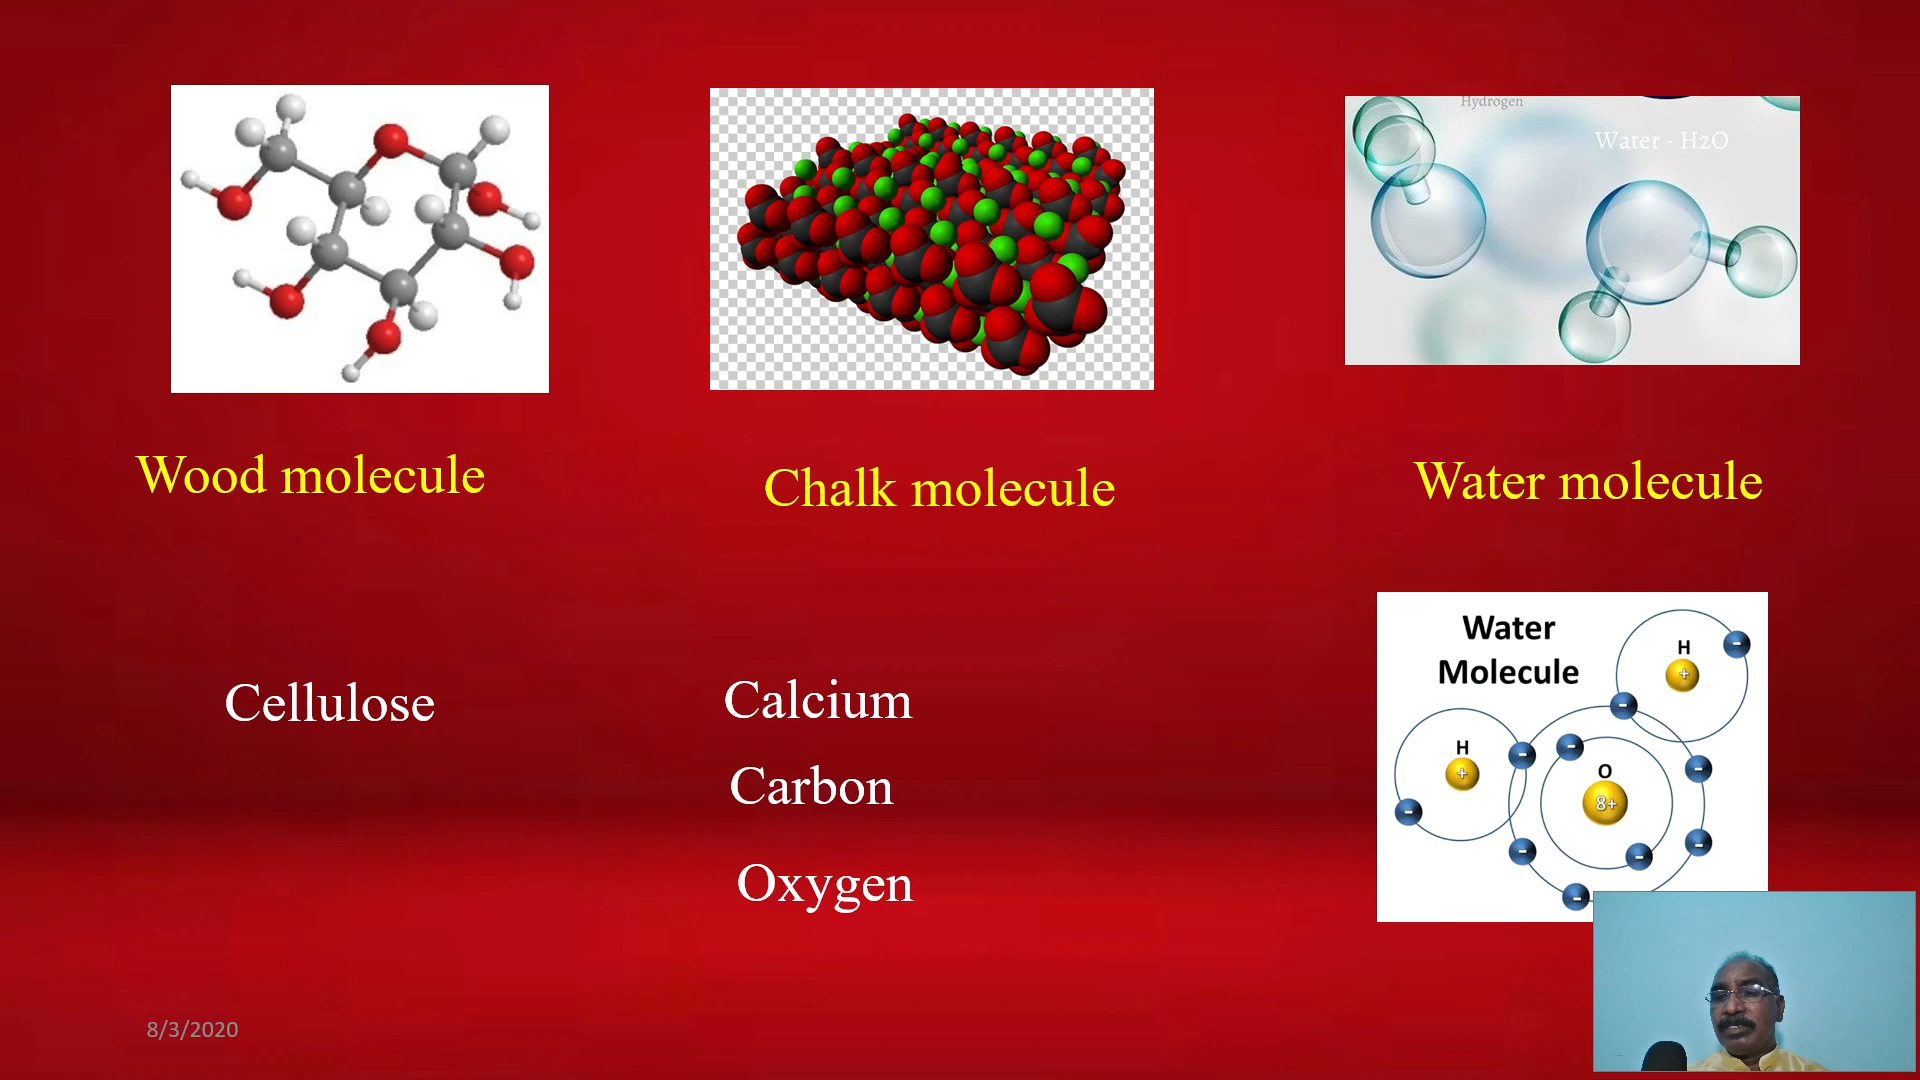 Hydrogen
Water - H2O
Wood molecule
Chalk molecule
Water molecule
Cellulose
Calcium
Carbon
Oxygen
Water
Molecule
H
+
-
-
H
+
-
-
-
O
8+
-
-
-
-
-
8/3/2020